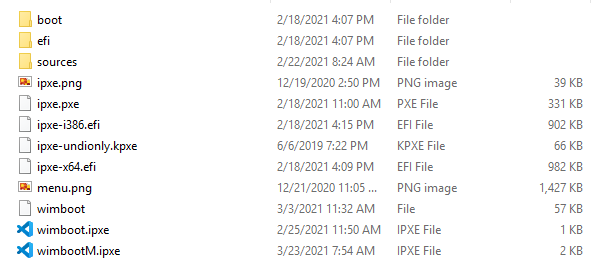 boot 2/18/2021 4:07 PM File folder
efi 2/18/2021 4:07 PM File folder
sources 2/22/2021 8:24 AM File folder
ipxe.png 12/19/2020 2:50 PM PNG image 39 KB
ipxe.pxe 2/18/2021 11:00 AM PXE File 331 KB
ipxe-i386.efi 2/18/2021 4:15 PM EFI File 902 KB
ipxe-undionly.kpxe 6/6/2019 7:22 PM KPXE File 66 KB
ipxe-x64.efi 2/18/2021 4:09 PM EFI File 982 KB
menu.png 12/21/2020 11:05 ... PNG image 1,427 KB
wimboot 3/3/2021 11:32 AM File 57 KB
wimboot.ipxe 2/25/2021 11:50 AM IPXE File 1 KB
wimbootM.ipxe 3/23/2021 7:54 AM IPXE File 2 KB